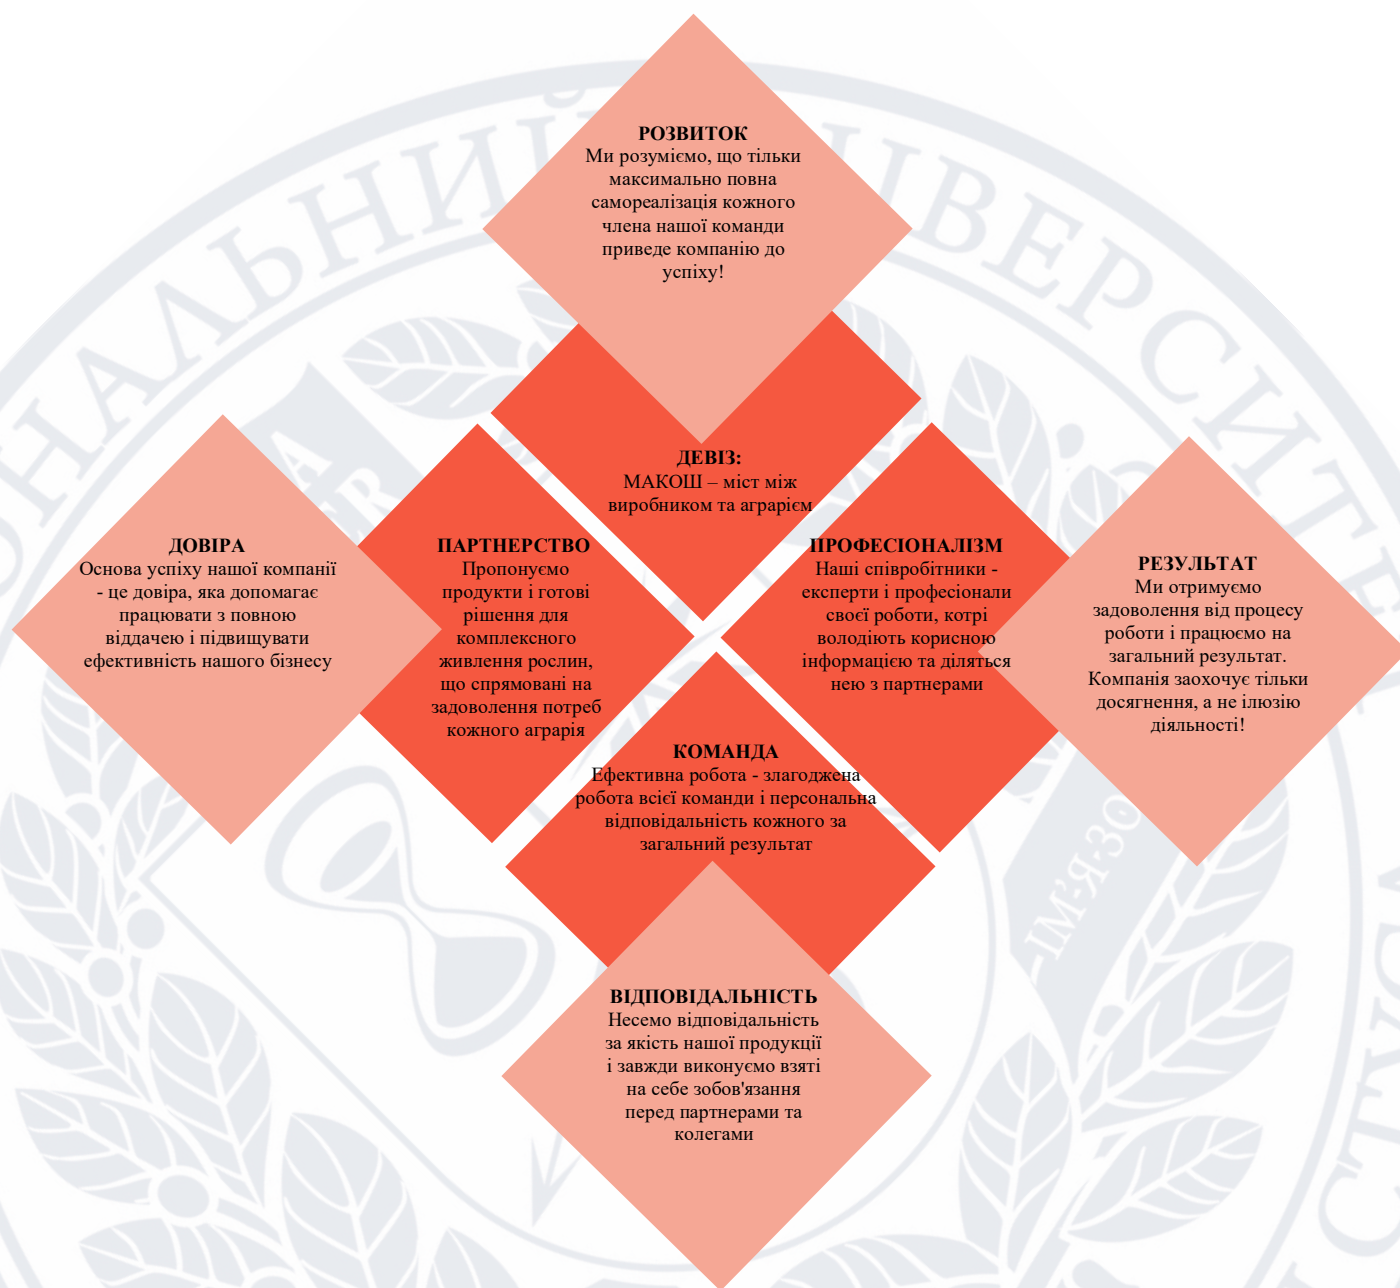 РОЗВИТОК
Ми розуміємо, що тільки
максимально повна
самореалізація кожного
члена нашої команди
приведе компанію до
успіху!
ДЕВІЗ:
МАКОШ – міст між
виробником та аграрієм
ДОВІРА
Основа успіху нашої компанії
- це довіра, яка допомагає
працювати з повною
віддачею і підвищувати
ефективність нашого бізнесу
ПАРТНЕРСТВО
Пропонуємо
продукти і готові
рішення для
комплексного
живлення рослин,
що спрямовані на
задоволення потреб
кожного аграрія
ПРОФЕСІОНАЛІЗМ
Наші співробітники -
експерти і професіонали
своєї роботи, котрі
володіють корисною
інформацією та діляться
нею з партнерами
РЕЗУЛЬТАТ
Ми отримуємо
задоволення від процесу
роботи і працюємо на
загальний результат.
Компанія заохочує тільки
досягнення, а не ілюзію
діяльності!
КОМАНДА
Ефективна робота - злагоджена
робота всієї команди і персональна
відповідальність кожного за
загальний результат
ВІДПОВІДАЛЬНІСТЬ
Несемо відповідальність
за якість нашої продукції
і завжди виконуємо взяті
на себе зобов'язання
перед партнерами та
колегами